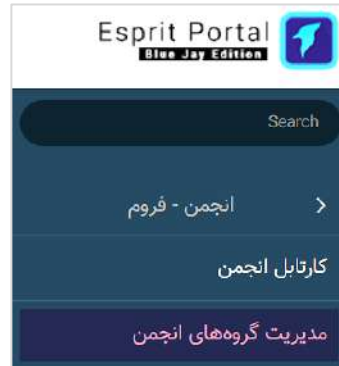 Esprit Portal
Blue Jay Edition
Search
انجمن - فروم
کارتابل انجمن
مدیریت گروه‌های انجمن